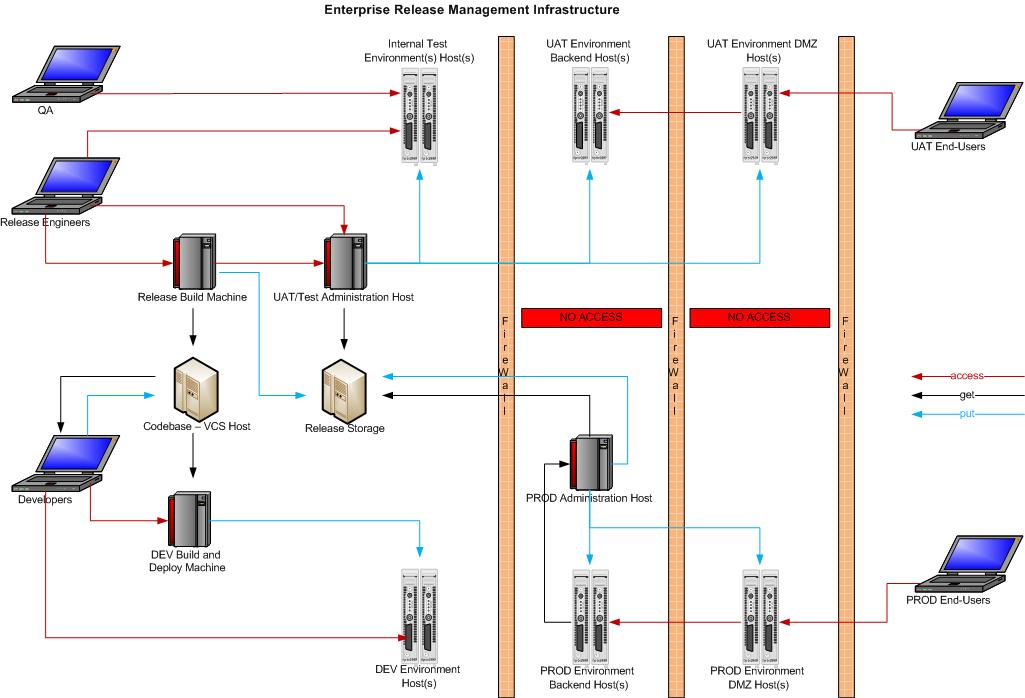 Enterprise Release Management Infrastructure
Internal Test
Environment(s) Host(s)
UAT Environment
Backend Host(s)
UAT Environment DMZ
Host(s)
QA
UAT End-Users
Release Engineers
Release Build Machine
UAT/Test Administration Host
NO ACCESS
NO ACCESS
FireWall
FireWall
FireWall
access
get
put
Codebase – VCS Host
Release Storage
Developers
PROD Administration Host
DEV Build and
Deploy Machine
PROD End-Users
DEV Environment
Host(s)
PROD Environment
Backend Host(s)
PROD Environment
DMZ Host(s)